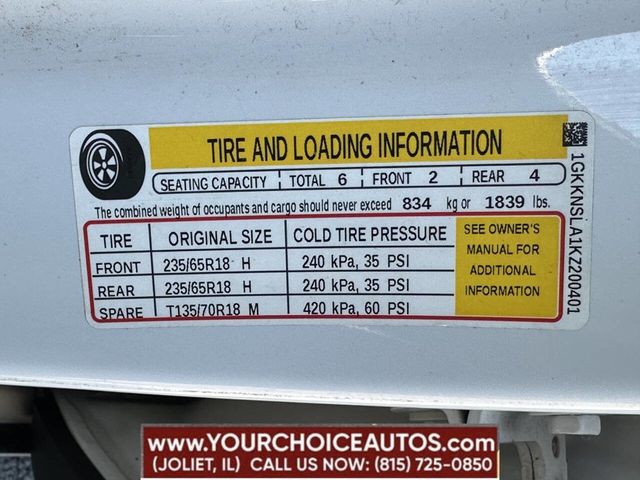 TIRE AND LOADING INFORMATION
SEATING CAPACITY TOTAL 6 FRONT 2 REAR 4
The combined weight of occupants and cargo should never exceed 834 kg or 1839 lbs.
TIRE ORIGINAL SIZE COLD TIRE PRESSURE
FRONT 235/65R18 H 240 kPa, 35 PSI
REAR 235/65R18 H 240 kPa, 35 PSI
SPARE T135/70R18 M 420 kPa, 60 PSI
SEE OWNER'S
MANUAL FOR
ADDITIONAL
INFORMATION
1GKKNSLA1KZ200401
WWW.YOURCHOICEAUTOS.COM
(JOLIET, IL) CALL US NOW: (815) 725-0850